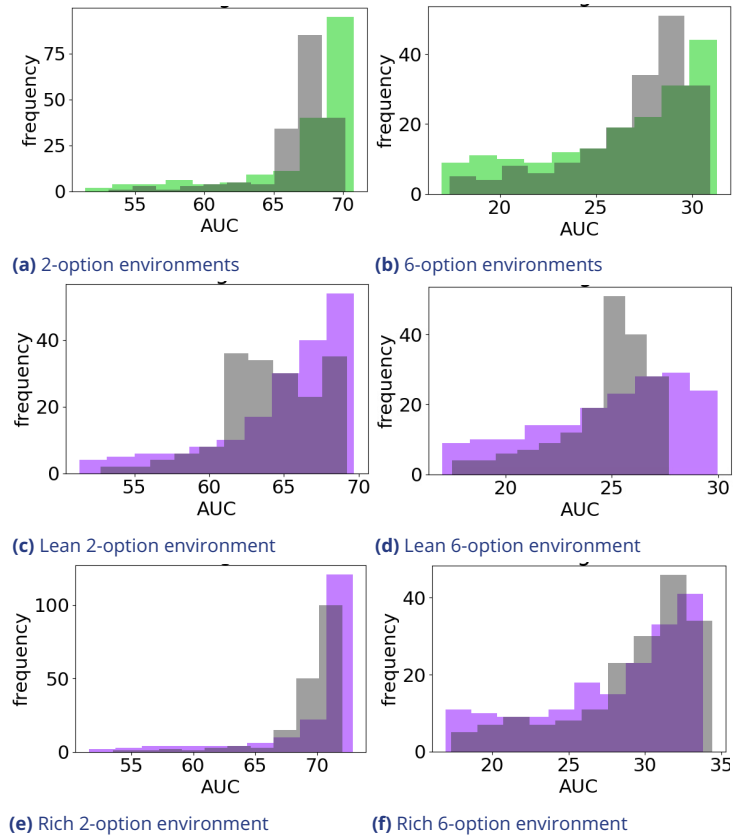 frequency
75
50
25
0
55
60
65
70
AUC
frequency
40
20
0
20
25
30
AUC
(a) 2-option environments
(b) 6-option environments
frequency
40
20
0
55
60
65
70
AUC
frequency
40
20
0
20
25
30
AUC
(c) Lean 2-option environment
(d) Lean 6-option environment
frequency
100
50
0
55
60
65
70
AUC
frequency
40
20
0
20
25
30
35
AUC
(e) Rich 2-option environment
(f) Rich 6-option environment